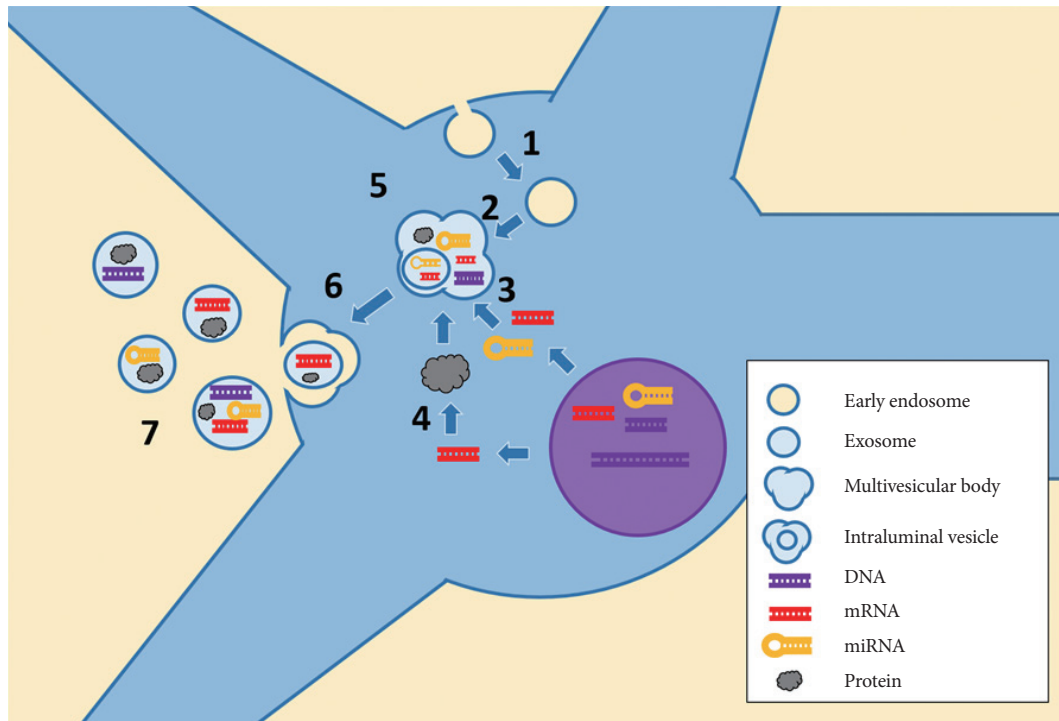 1
5
2
3
6
4
7
Early endosome
Exosome
Multivesicular body
Intraluminal vesicle
DNA
mRNA
miRNA
Protein